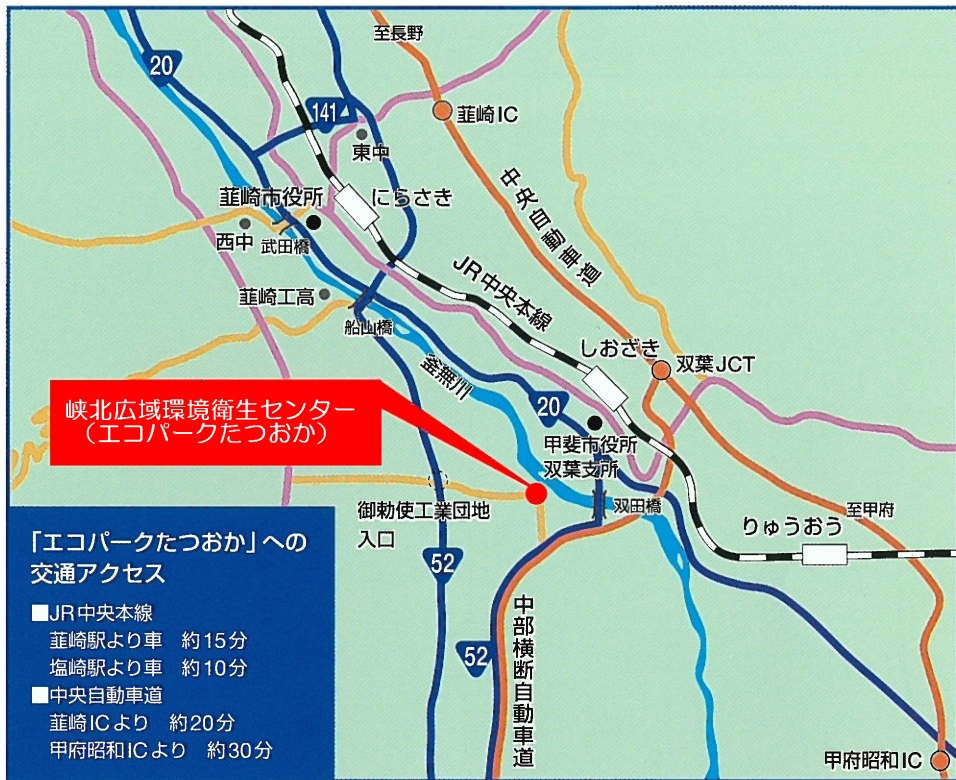 至長野
20
141
韮崎IC
東中
中央自動車道
韮崎市役所
にらさき
西中
武田橋
JR中央本線
韮崎工高
船山橋
しおざき
双葉JCT
釜無川
峡北広域環境衛生センター
（エコパークたつおか）
20
甲斐市役所
双葉支所
御勅使工業団地
入口
双田橋
至甲府
りゅうおう
52
52
中部横断自動車道
甲府昭和IC
「エコパークたつおか」への
交通アクセス
■JR中央本線
韮崎駅より車 約15分
塩崎駅より車 約10分
■中央自動車道
韮崎ICより 約20分
甲府昭和ICより 約30分